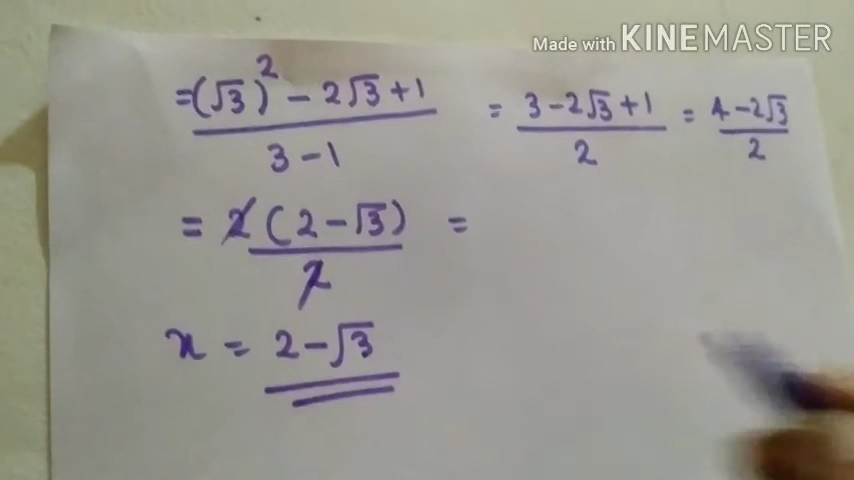 Made with KINEMASTER
=(√3)² - 2√3+1 / 3-1 = 3-2√3+1 / 2 = 4-2√3 / 2
= 2(2-√3) / 2 =
x = 2-√3